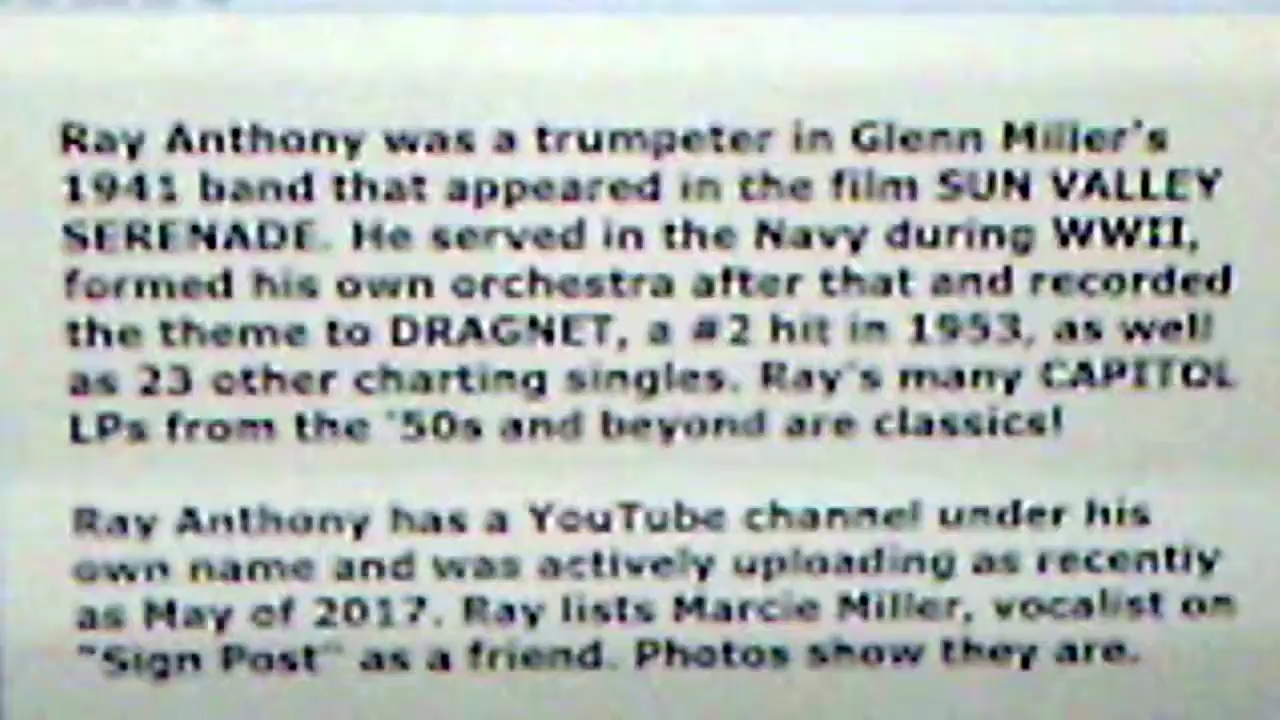 Ray Anthony was a trumpeter in Glenn Miller's
1941 band that appeared in the film SUN VALLEY
SERENADE. He served in the Navy during WWII,
formed his own orchestra after that and recorded
the theme to DRAGNET, a #2 hit in 1953, as well
as 23 other charting singles. Ray's many CAPITOL
LPs from the '50s and beyond are classics!
Ray Anthony has a YouTube channel under his
own name and was actively uploading as recently
as May of 2017. Ray lists Marcie Miller, vocalist on
"Sign Post" as a friend. Photos show they are.